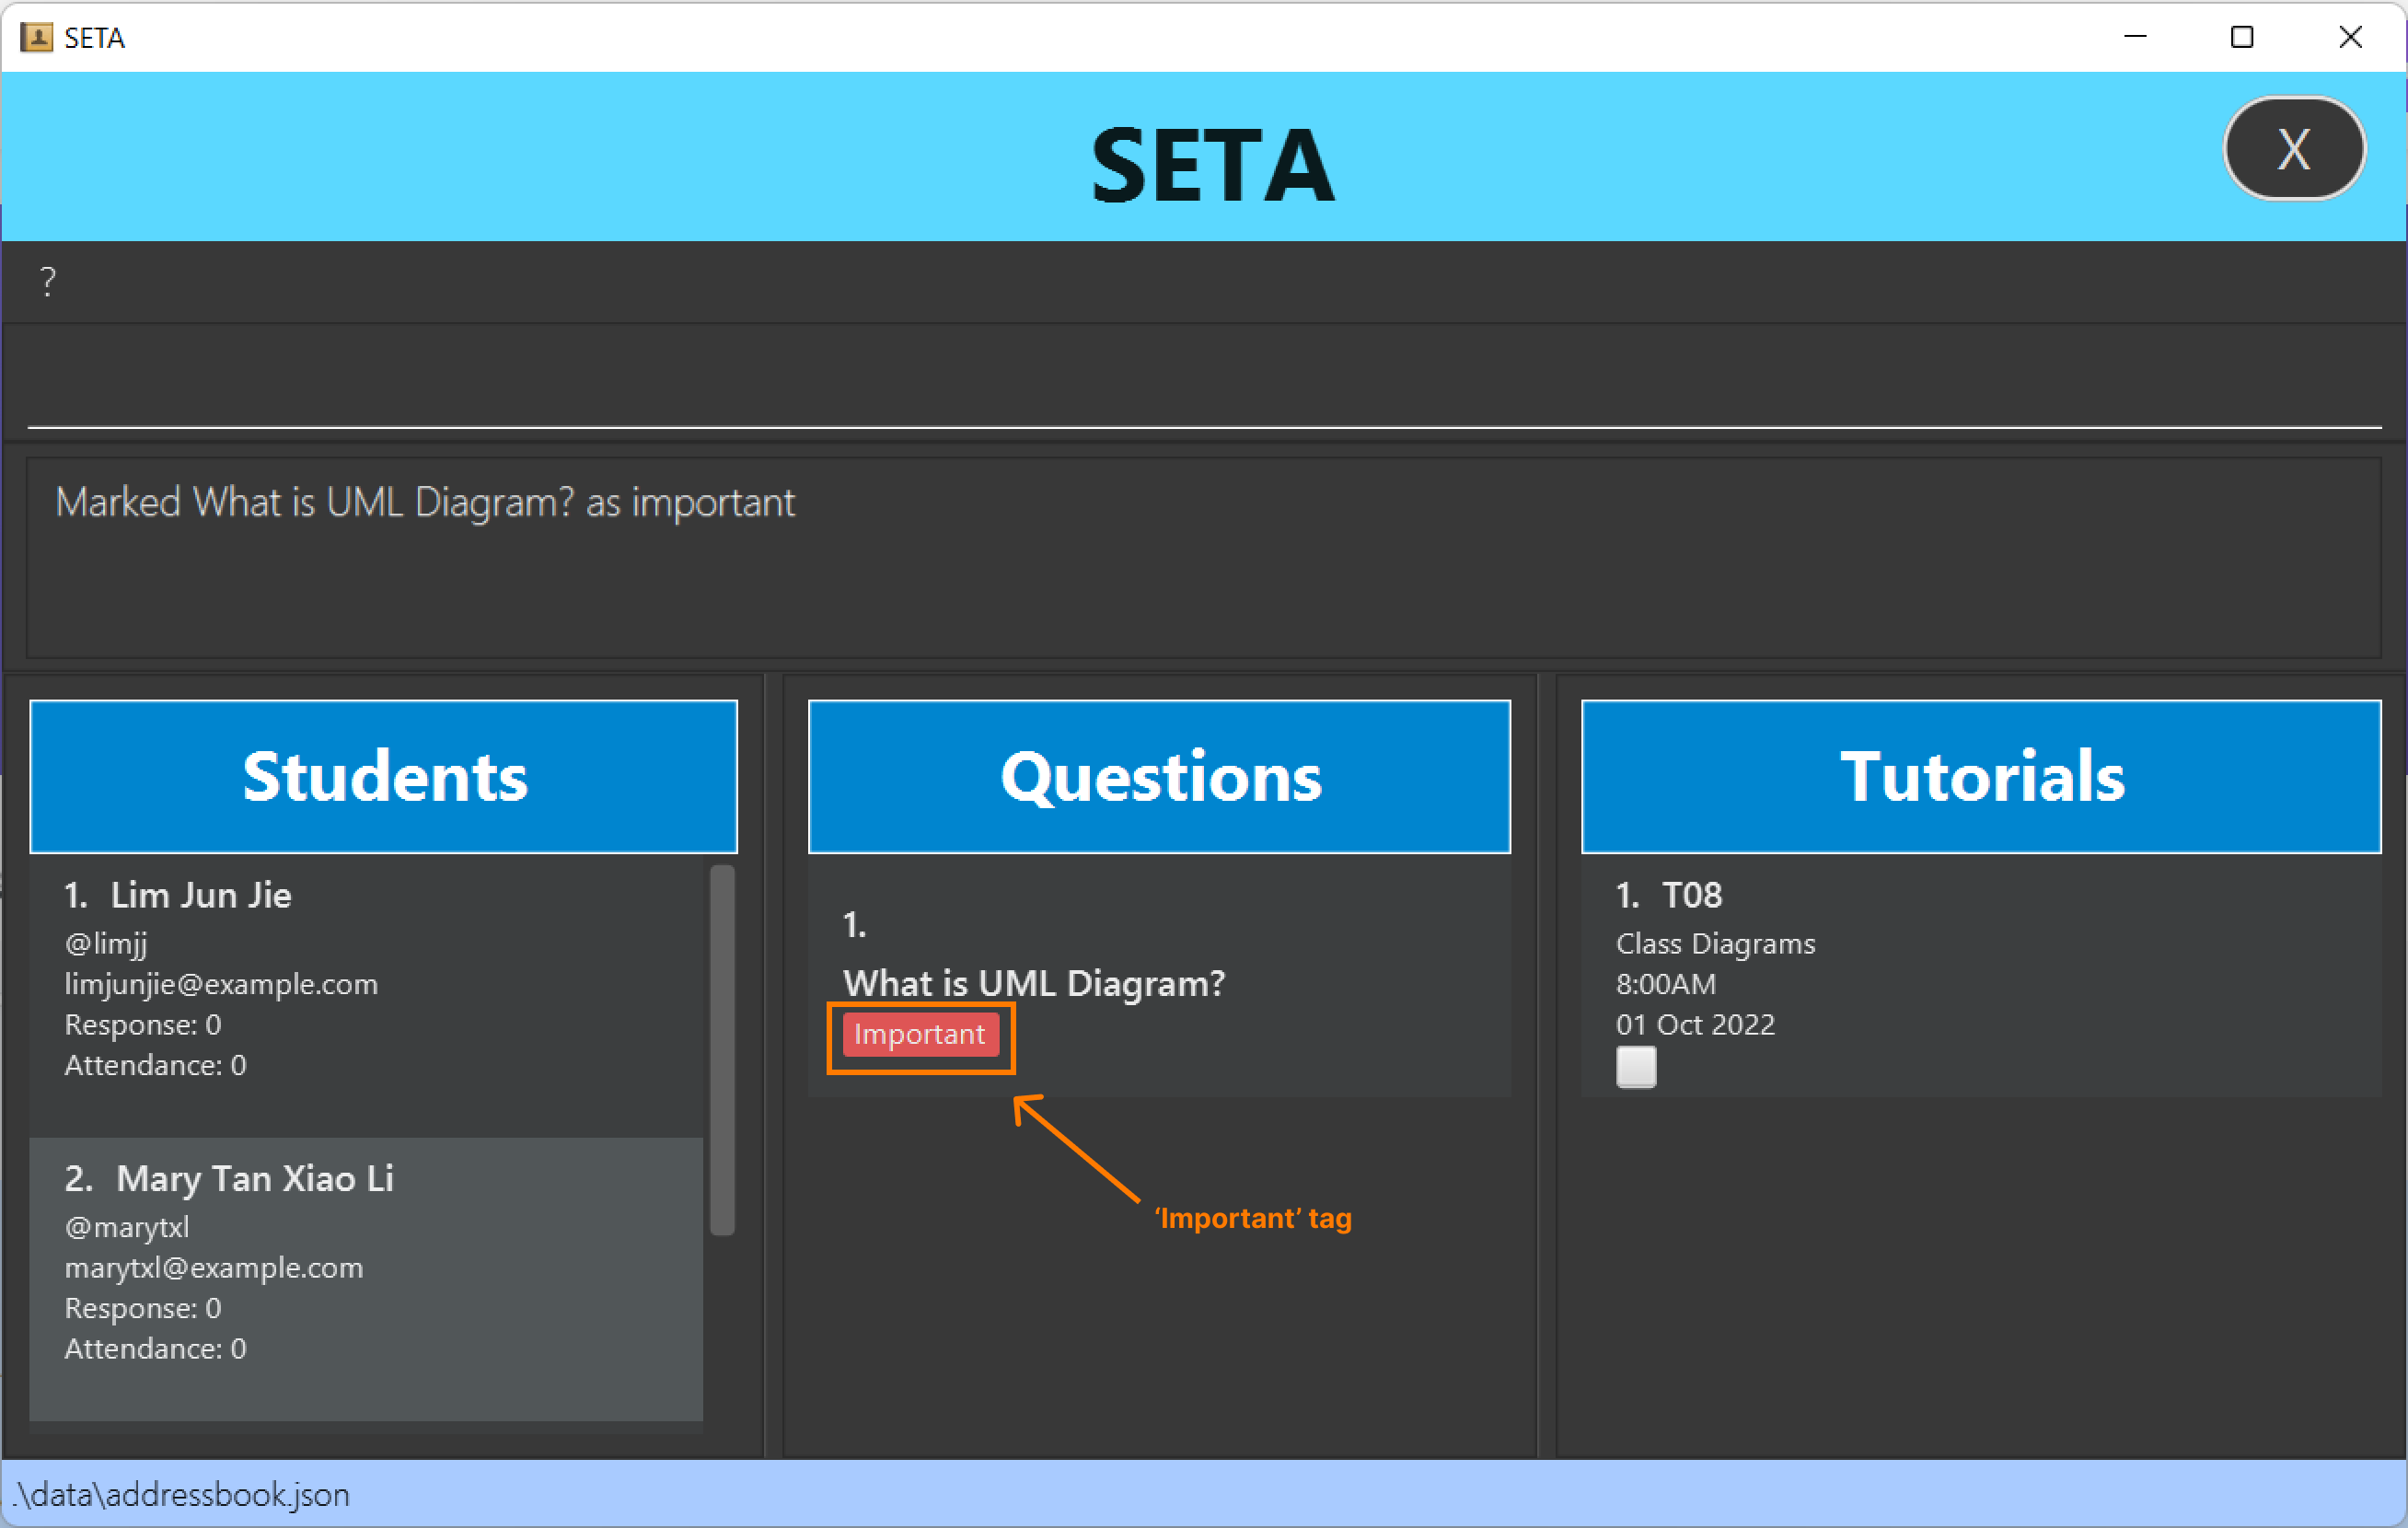 SETA
SETA
X
?
Marked What is UML Diagram? as important
Students
1. Lim Jun Jie
@limjj
limjunjie@example.com
Response: 0
Attendance: 0
2. Mary Tan Xiao Li
@marytxl
marytxl@example.com
Response: 0
Attendance: 0
Questions
1.
What is UML Diagram?
Important
‘Important’ tag
Tutorials
1. T08
Class Diagrams
8:00AM
01 Oct 2022
.\data\addressbook.json